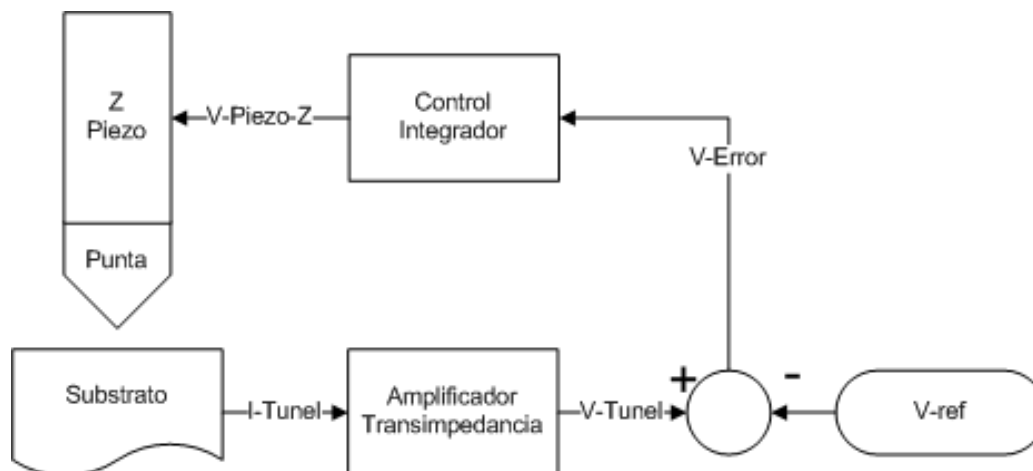 Z
Piezo
V-Piezo-Z
Control
Integrador
V-Error
Punta
Substrato
I-Tunel
Amplificador
Transimpedancia
V-Tunel
+
-
V-ref